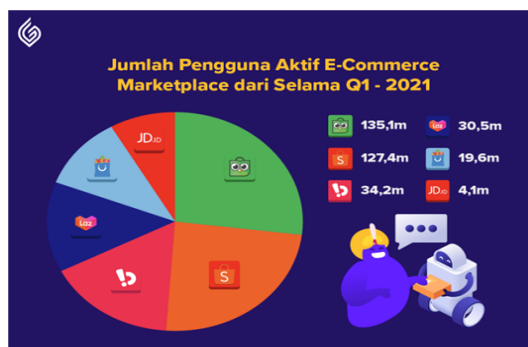 Jumlah Pengguna Aktif E-Commerce
Marketplace dari Selama Q1 - 2021
JD.ID
Laz
S
135,1m
Laz 30,5m
S 127,4m
19,6m
34,2m
JD.ID 4,1m